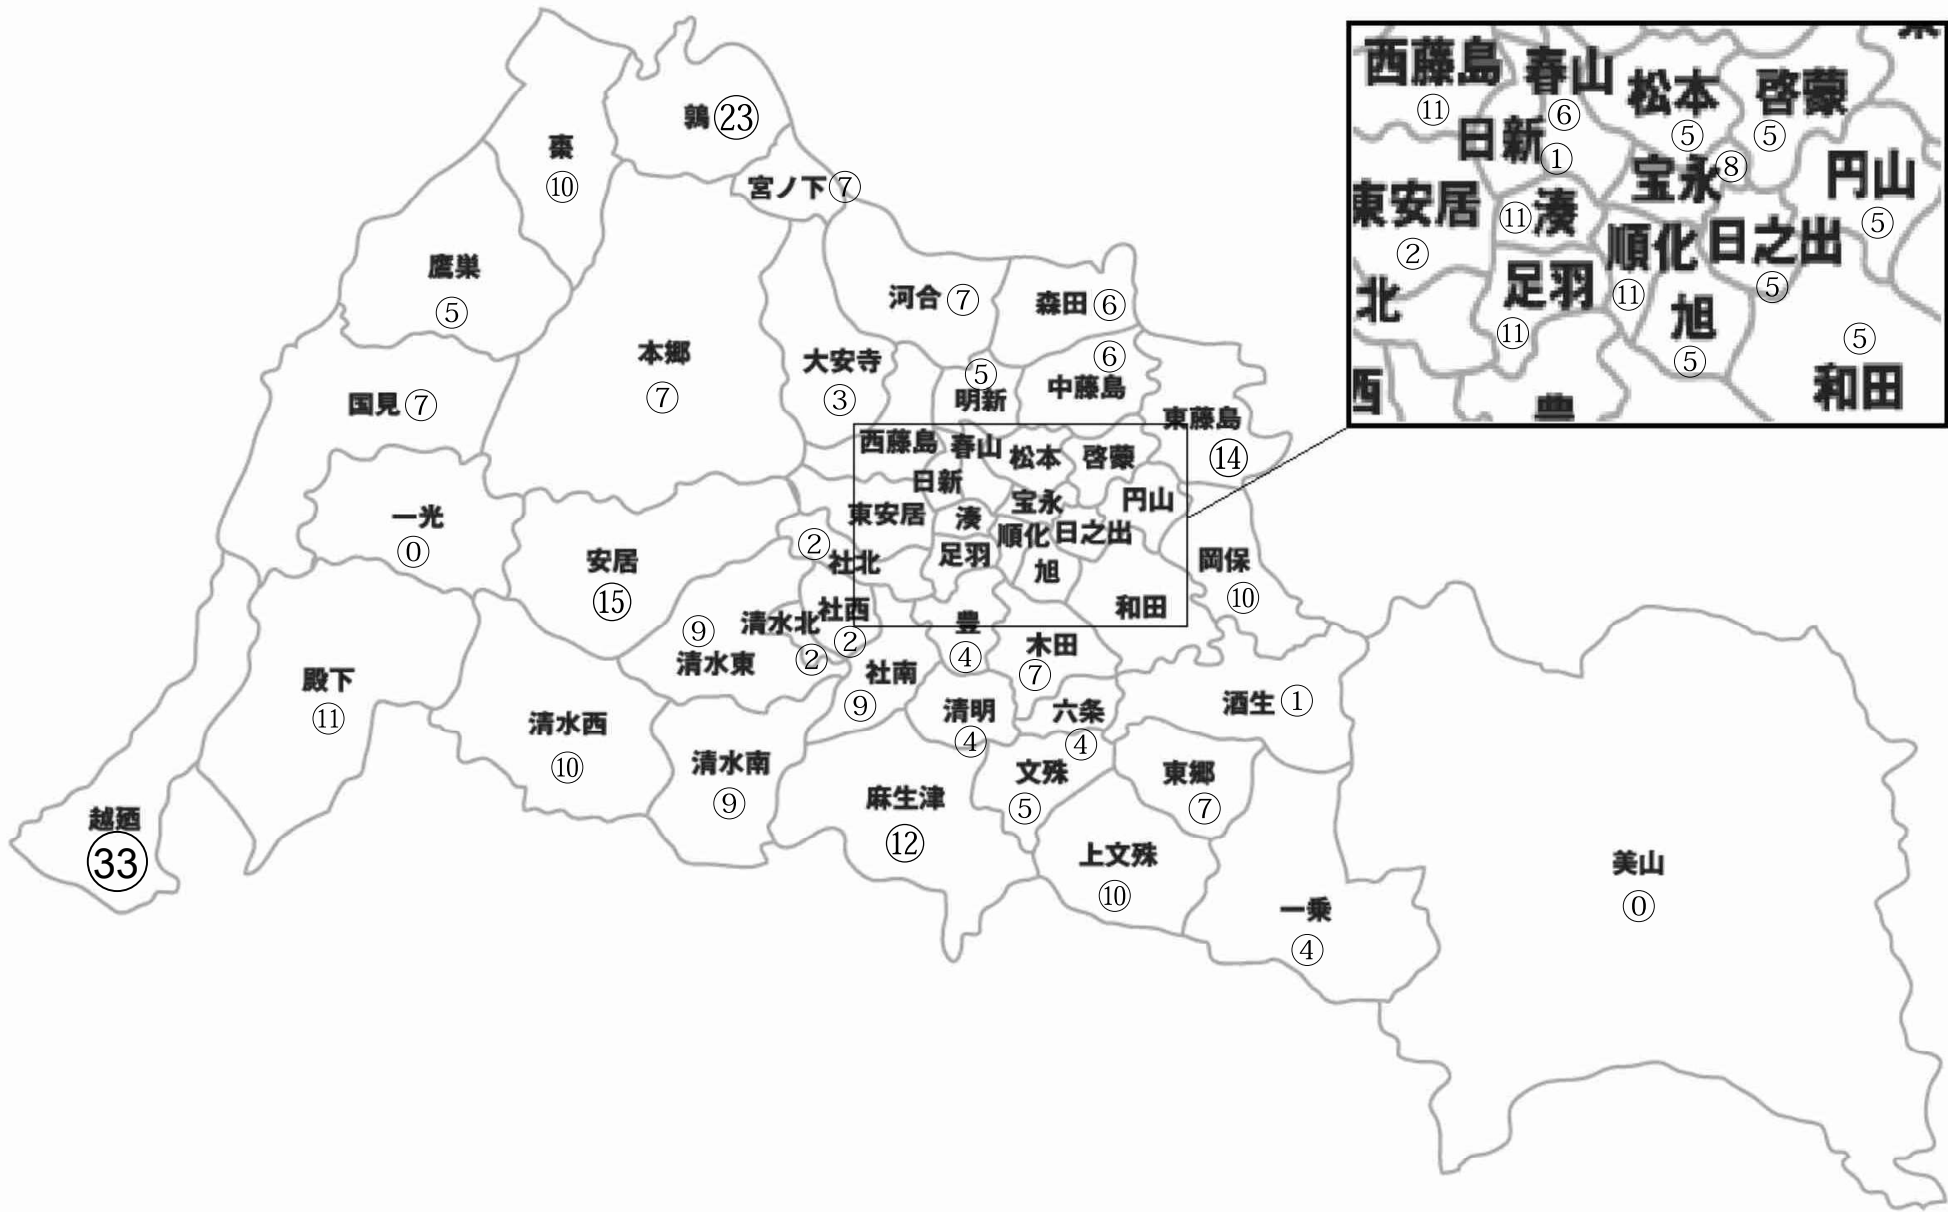 鶉 23
棗
⑩
宮ノ下 ⑦
鷹巣
⑤
河合 ⑦
森田 ⑥
本郷
⑦
大安寺
③
⑤
明新
⑥
中藤島
国見 ⑦
東藤島
⑭
西藤島
春山
松本
啓蒙
日新
宝永
円山
東安居
湊
順化
日之出
足羽
旭
和田
一光
⓪
安居
⑮
②
社北
岡保
⑩
社西
②
清水北
②
⑨
清水東
豊
④
木田
⑦
社南
⑨
殿下
⑪
清水西
⑩
清水南
⑨
清明
④
六条
④
酒生 ①
文殊
⑤
東郷
⑦
麻生津
⑫
上文殊
⑩
越廼
33
一乗
④
美山
⓪
西藤島
⑪
春山
⑥
松本
⑤
啓蒙
⑤
日新
①
宝永 ⑧
円山
⑤
東安居
②
⑪ 湊
順化
⑪
日之出
⑤
足羽
⑪
旭
⑤
⑤
和田
北
西
豊